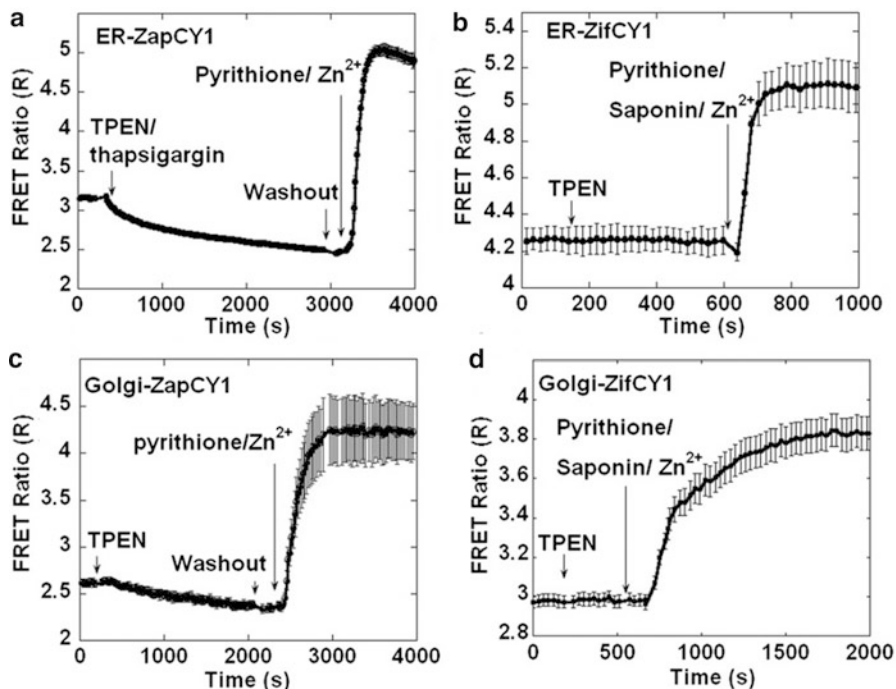 a
ER-ZapCY1
FRET Ratio (R)
5
4.5
4
3.5
3
2.5
2
Pyrithione/ Zn2+
TPEN/
thapsigargin
Washout
0 1000 2000 3000 4000
Time (s)
b
ER-ZifCY1
FRET Ratio (R)
5.4
5.2
5
4.8
4.6
4.4
4.2
4
Pyrithione/
Saponin/ Zn2+
TPEN
0 200 400 600 800 1000
Time (s)
c
Golgi-ZapCY1
FRET Ratio (R)
5
4.5
4
3.5
3
2.5
2
pyrithione/Zn2+
TPEN
Washout
0 1000 2000 3000 4000
Time (s)
d
Golgi-ZifCY1
FRET Ratio (R)
4
3.8
3.6
3.4
3.2
3
2.8
Pyrithione/
Saponin/ Zn2+
TPEN
0 500 1000 1500 2000
Time (s)